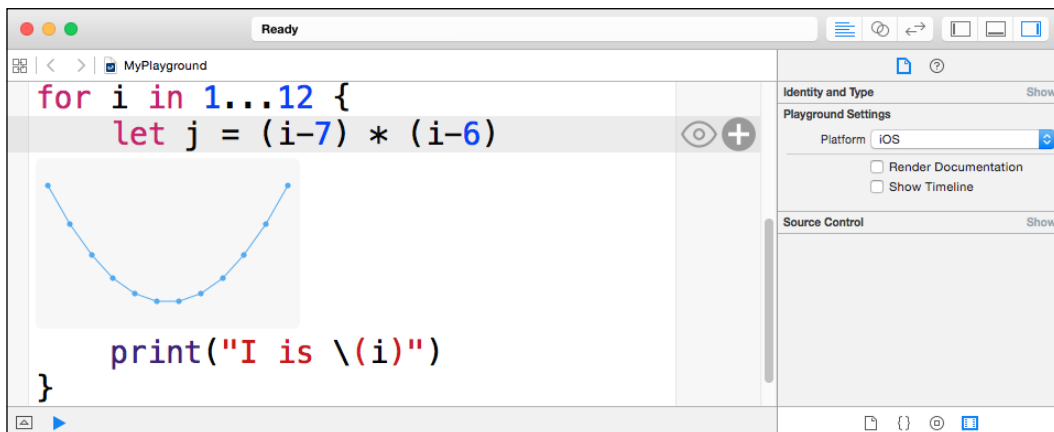 Ready
MyPlayground
for i in 1...12 {
let j = (i-7) * (i-6)
print("I is \(i)")
}
Identity and Type Show
Playground Settings
Platform iOS
Render Documentation
Show Timeline
Source Control Show